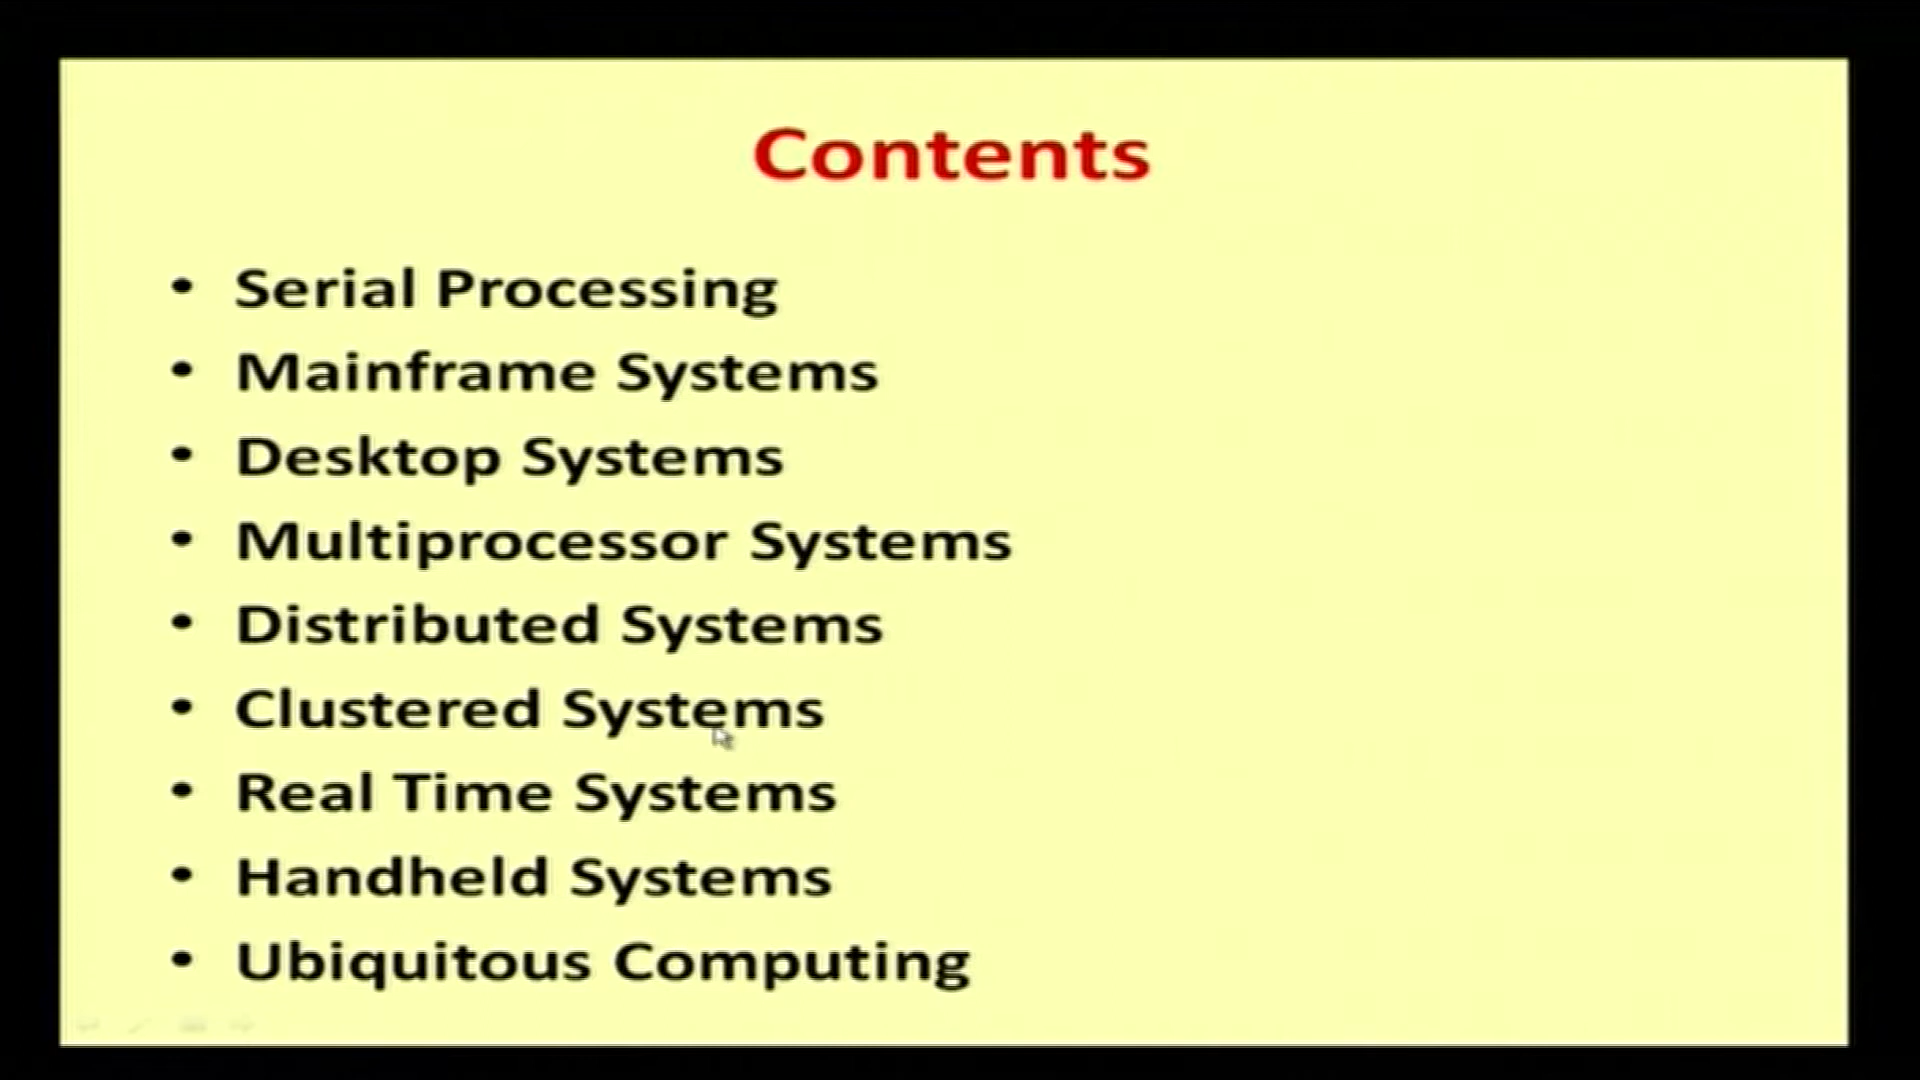 Contents
• Serial Processing
• Mainframe Systems
• Desktop Systems
• Multiprocessor Systems
• Distributed Systems
• Clustered Systems
• Real Time Systems
• Handheld Systems
• Ubiquitous Computing